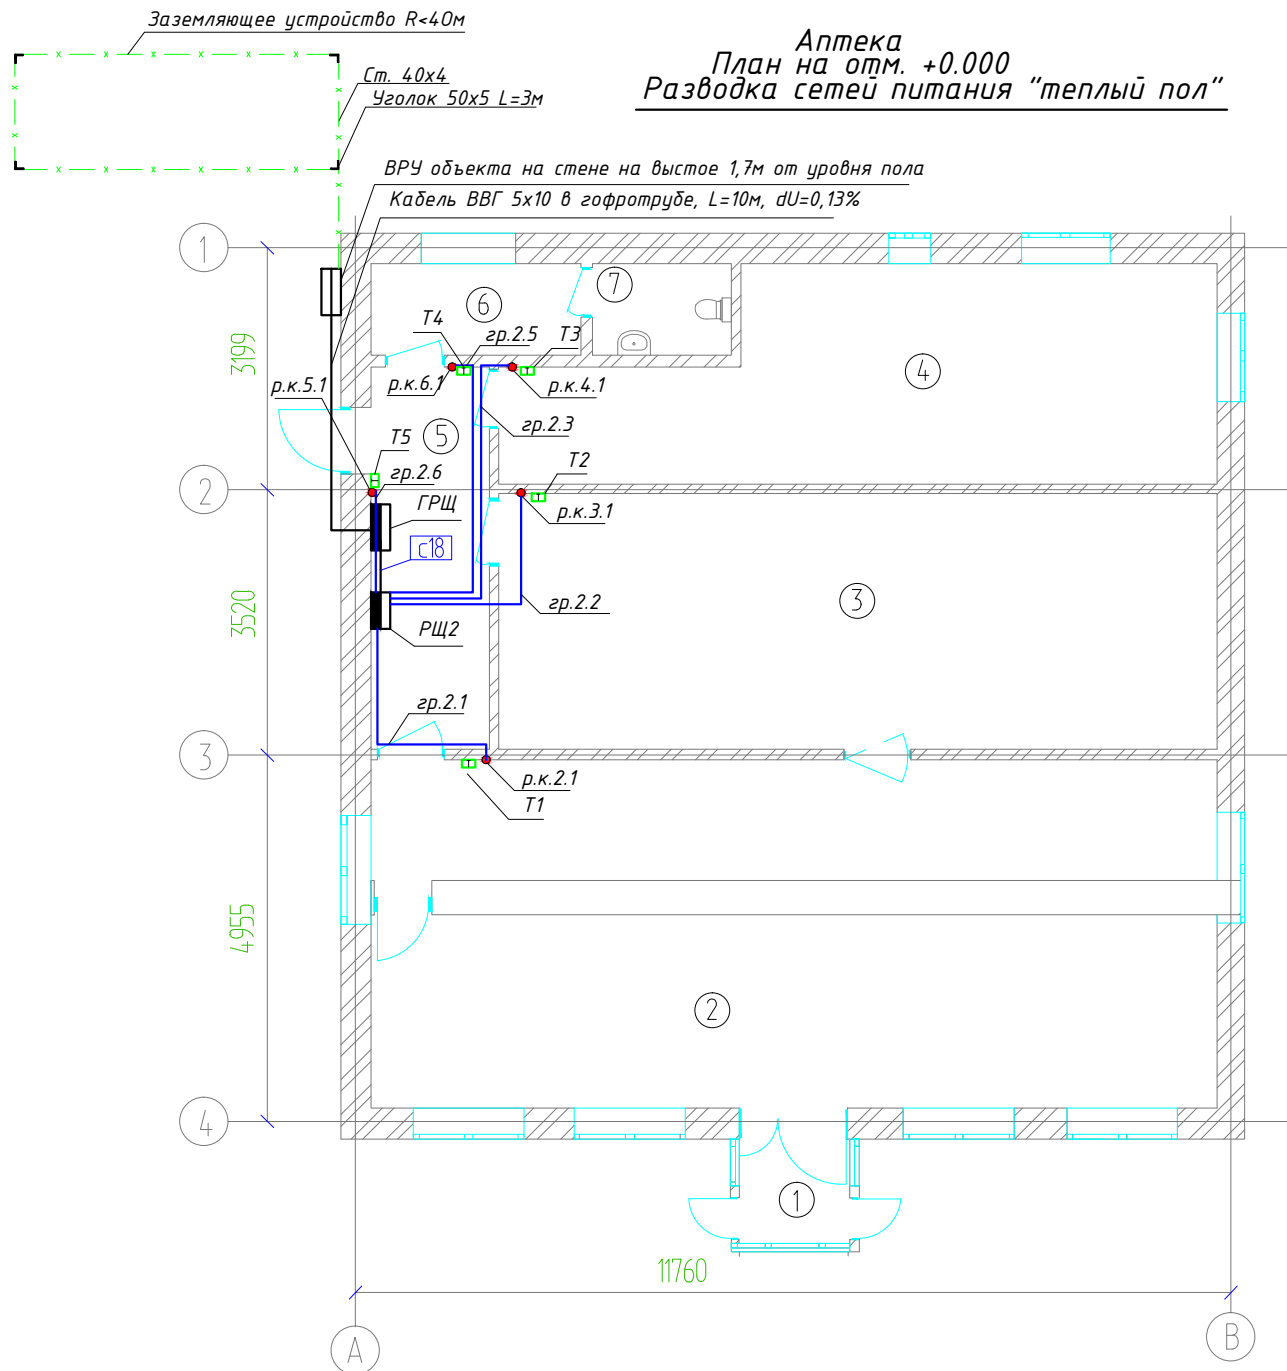 Заземляющее устройство R<40м
Аптека
План на отм. +0.000
Разводка сетей питания "теплый пол"
Ст. 40х4
Уголок 50х5 L=3м
ВРУ объекта на стене на выстое 1,7м от уровня пола
Кабель ВВГ 5х10 в гофротрубе, L=10м, dU=0,13%
1
7
6
Т4
гр.2.5
Т3
3199
р.к.5.1
р.к.6.1
р.к.4.1
4
гр.2.3
5
Т5
Т2
гр.2.6
2
ГРЩ
р.к.3.1
с18
3520
гр.2.2
3
РЩ2
гр.2.1
3
р.к.2.1
Т1
4955
2
4
1
11760
А
В